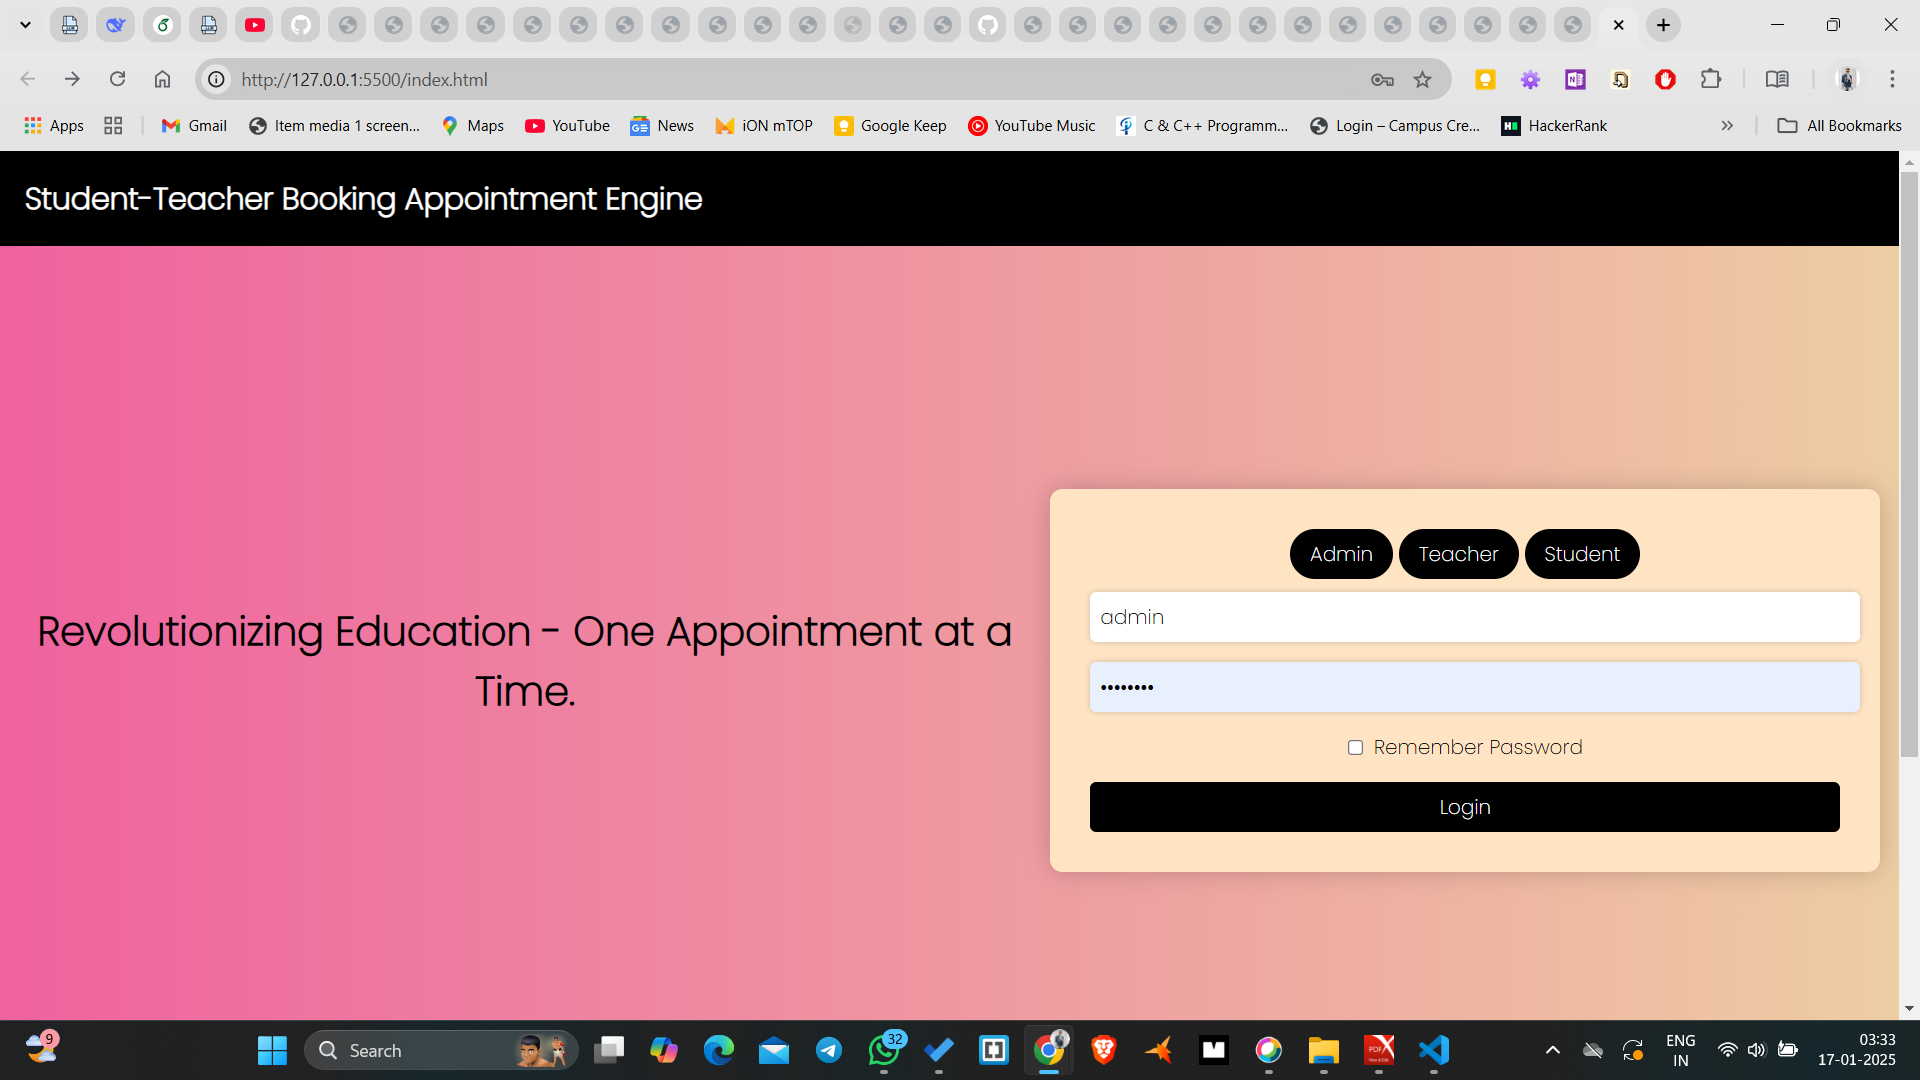 http://127.0.0.1:5500/index.html
Apps
Gmail
Item media 1 screen...
Maps
YouTube
News
iON mTOP
Google Keep
YouTube Music
C & C++ Programm...
Login – Campus Cre...
HackerRank
All Bookmarks
Student-Teacher Booking Appointment Engine
Revolutionizing Education - One Appointment at a
Time.
Admin Teacher Student
admin
••••••••
Remember Password
Login
9
Search
32
ENG
IN
03:33
17-01-2025